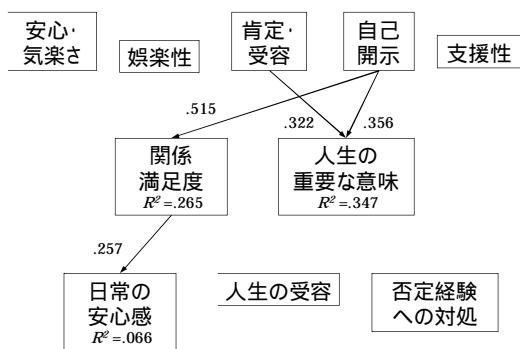 安心・
気楽さ
娯楽性
肯定・
受容
自己
開示
支援性
.515
.322
.356
関係
満足度
R²=.265
人生の
重要な意味
R²=.347
.257
日常の
安心感
R²=.066
人生の受容
否定経験
への対処